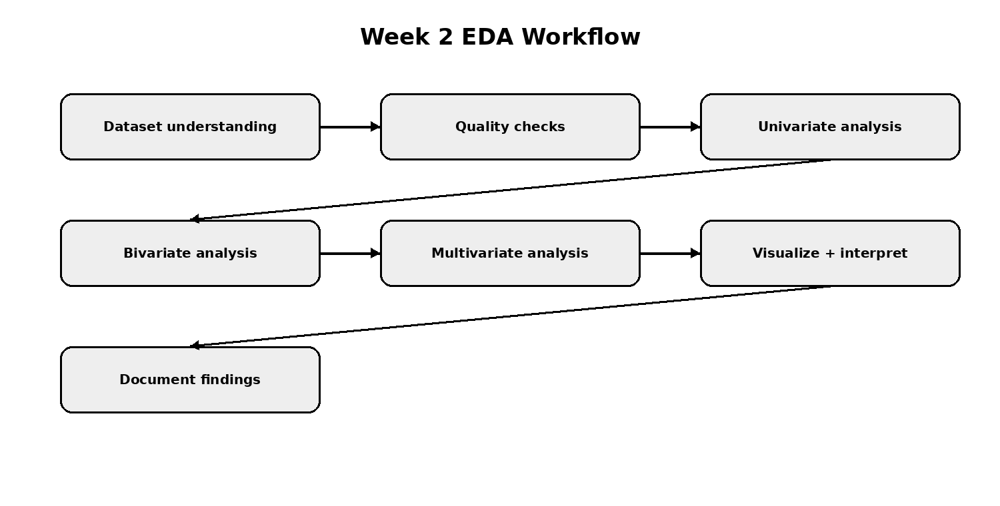 Week 2 EDA Workflow
Dataset understanding
Quality checks
Univariate analysis
Bivariate analysis
Multivariate analysis
Visualize + interpret
Document findings